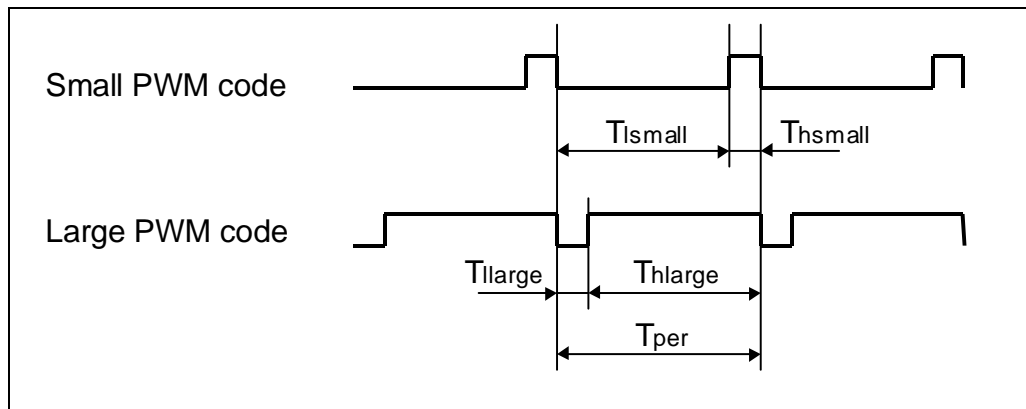 Small PWM code
Tlsmall Thsmall
Large PWM code
Tllarge Thlarge
Tper